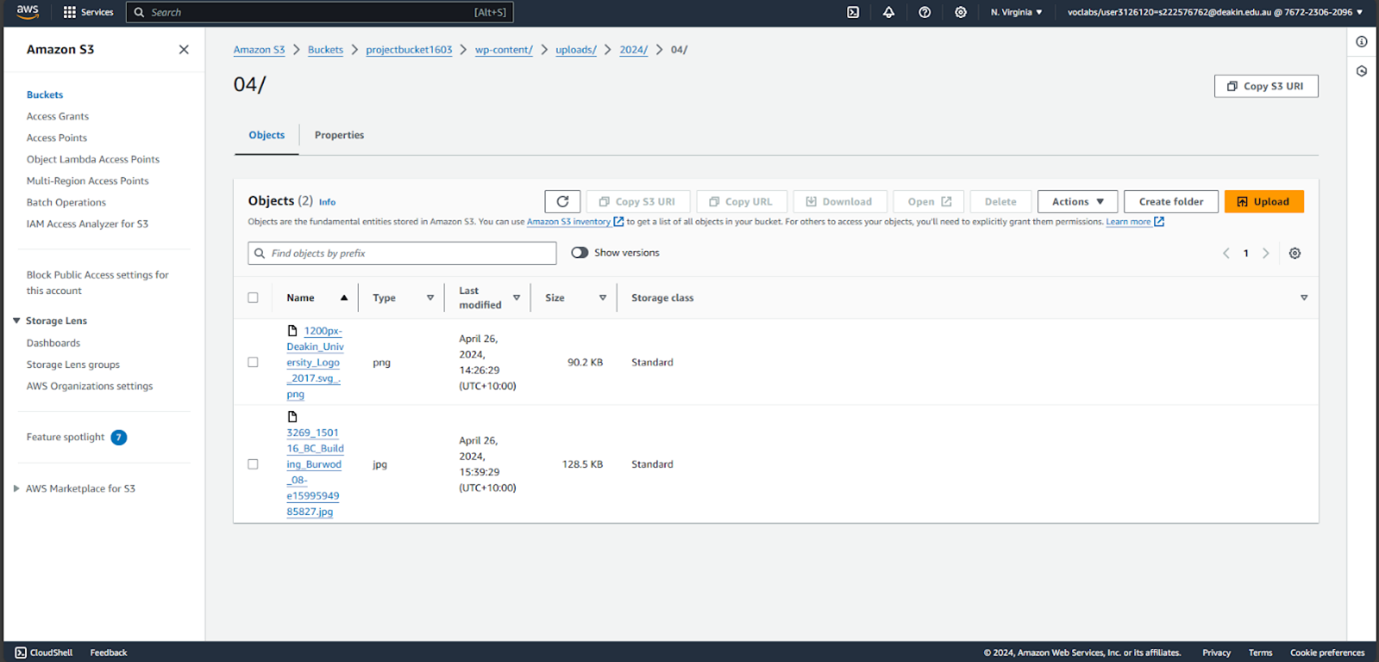 aws
Services
Search
[Alt+S]
N. Virginia
voclabs/user3126120=s222576762@deakin.edu.au @ 7672-2306-2096
Amazon S3
Buckets
Access Grants
Access Points
Object Lambda Access Points
Multi-Region Access Points
Batch Operations
IAM Access Analyzer for S3
Block Public Access settings for
this account
Storage Lens
Dashboards
Storage Lens groups
AWS Organizations settings
Feature spotlight 7
AWS Marketplace for S3
Amazon S3 > Buckets > projectbucket1603 > wp-content/ > uploads/ > 2024/ > 04/
04/
Copy S3 URI
Objects
Properties
Objects (2) Info
Copy S3 URI
Copy URL
Download
Open
Delete
Actions
Create folder
Upload
Objects are the fundamental entities stored in Amazon S3. You can use Amazon S3 inventory to get a list of all objects in your bucket. For others to access your objects, you'll need to explicitly grant them permissions. Learn more
Find objects by prefix
Show versions
1
Name
Type
Last
modified
Size
Storage class
1200px-
Deakin_Uni
versity_Logo
_2017.svg_.
png
png
April 26,
2024,
14:26:29
(UTC+10:00)
90.2 KB
Standard
3269_1501
16_BC_Build
ing_Burwod
_08-
e15995949
85827.jpg
jpg
April 26,
2024,
15:39:29
(UTC+10:00)
128.5 KB
Standard
CloudShell
Feedback
© 2024, Amazon Web Services, Inc. or its affiliates.
Privacy
Terms
Cookie preferences